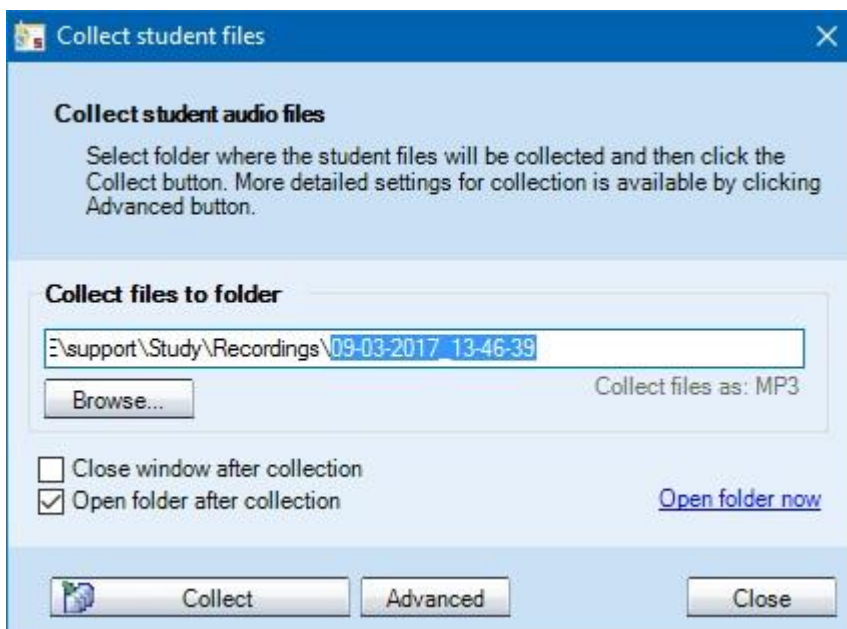 Collect student files
Collect student audio files
Select folder where the student files will be collected and then click the
Collect button. More detailed settings for collection is available by clicking
Advanced button.
Collect files to folder
\support\Study\Recordings\09-03-2017_13-46-39
Collect files as: MP3
Browse...
Close window after collection
Open folder after collection
Open folder now
Collect
Advanced
Close